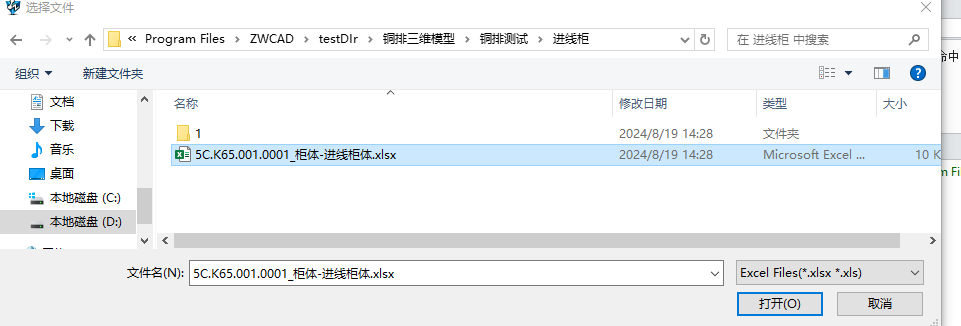 选择文件
« Program Files > ZWCAD > testDIr > 铜排三维模型 > 铜排测试 > 进线柜
在 进线柜 中搜索
命中
组织 新建文件夹
名称 修改日期 类型 大小
文档
下载
音乐
桌面
本地磁盘 (C:)
本地磁盘 (D:)
1 2024/8/19 14:28 文件夹
5C.K65.001.0001_柜体-进线柜体.xlsx 2024/8/19 14:28 Microsoft Excel ... 10 K
m Fi
文件名(N): 5C.K65.001.0001_柜体-进线柜体.xlsx Excel Files(*.xlsx *.xls)
打开(O) 取消